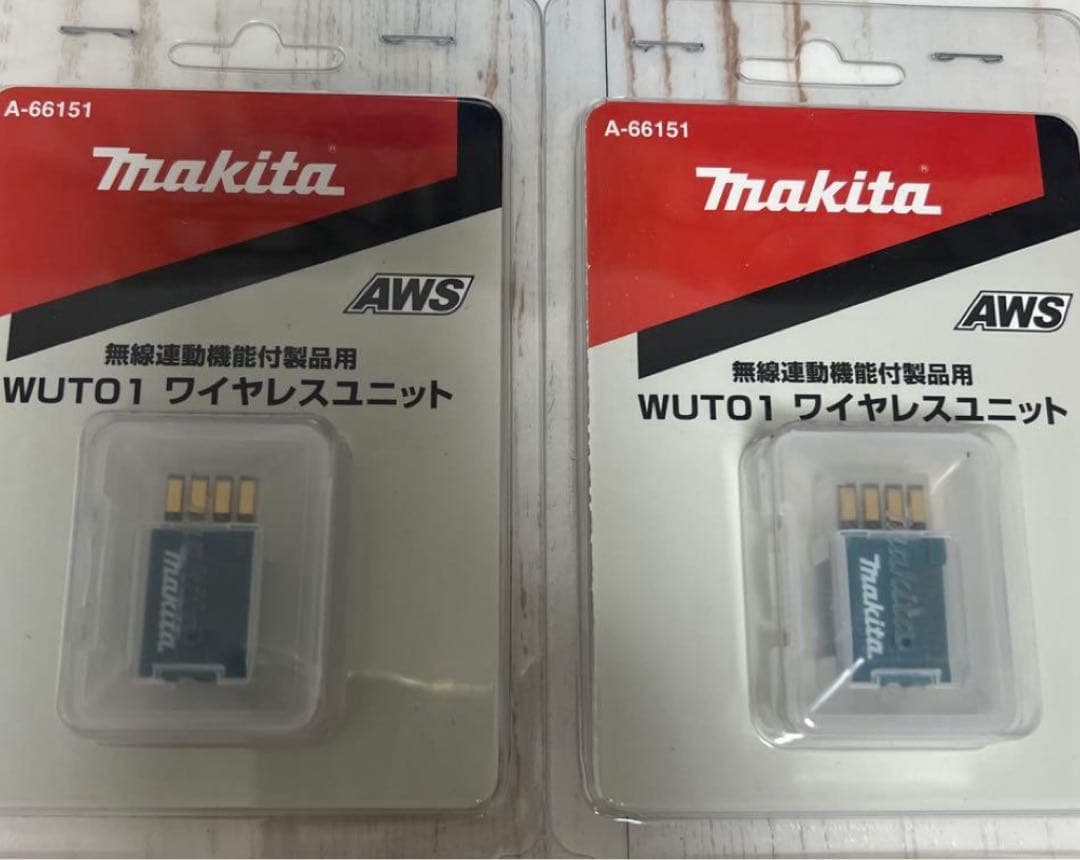 A-66151
makita®
AWS
無線連動機能付製品用
WUT01 ワイヤレスユニット
makita
A-66151
makita®
AWS
無線連動機能付製品用
WUT01 ワイヤレスユニット
makita